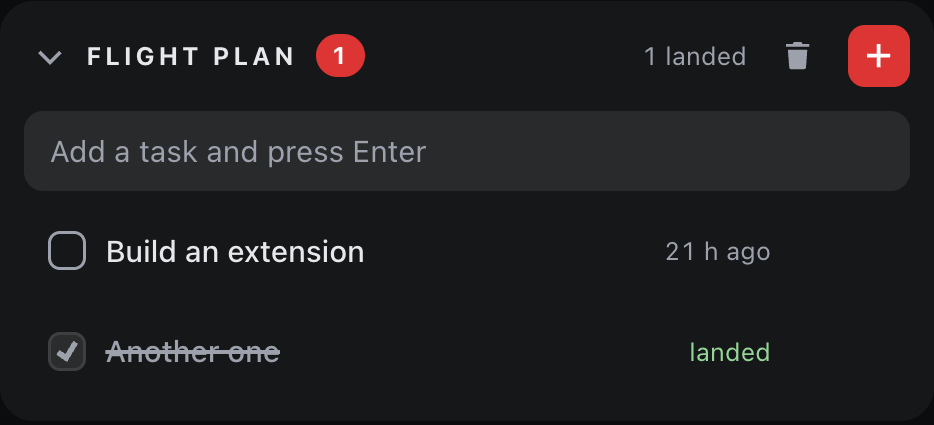 FLIGHT PLAN 1 1 landed
Add a task and press Enter
Build an extension 21 h ago
Another one landed